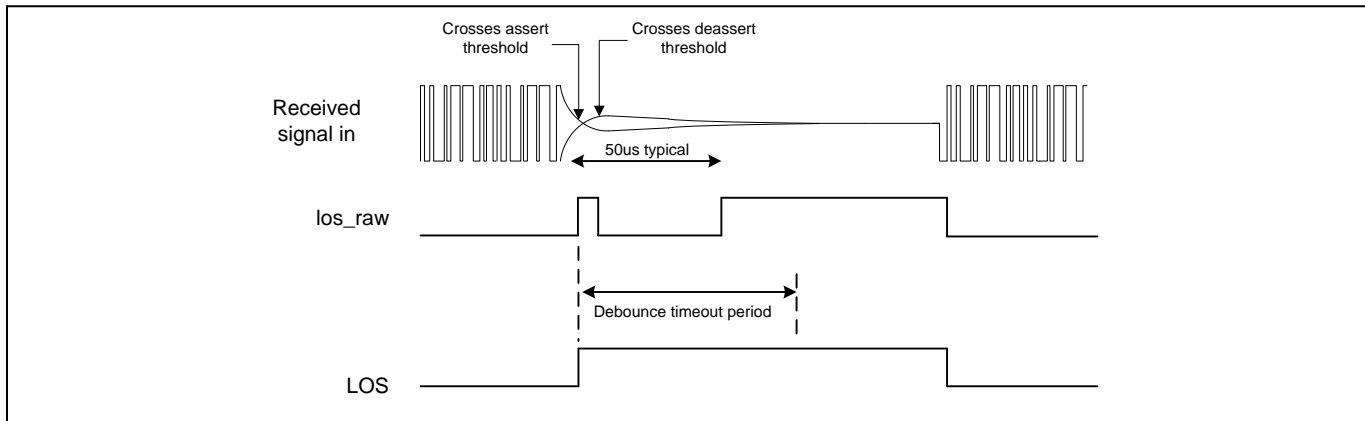 Crosses assert
threshold
Crosses deassert
threshold
Received
signal in
50us typical
los_raw
Debounce timeout period
LOS